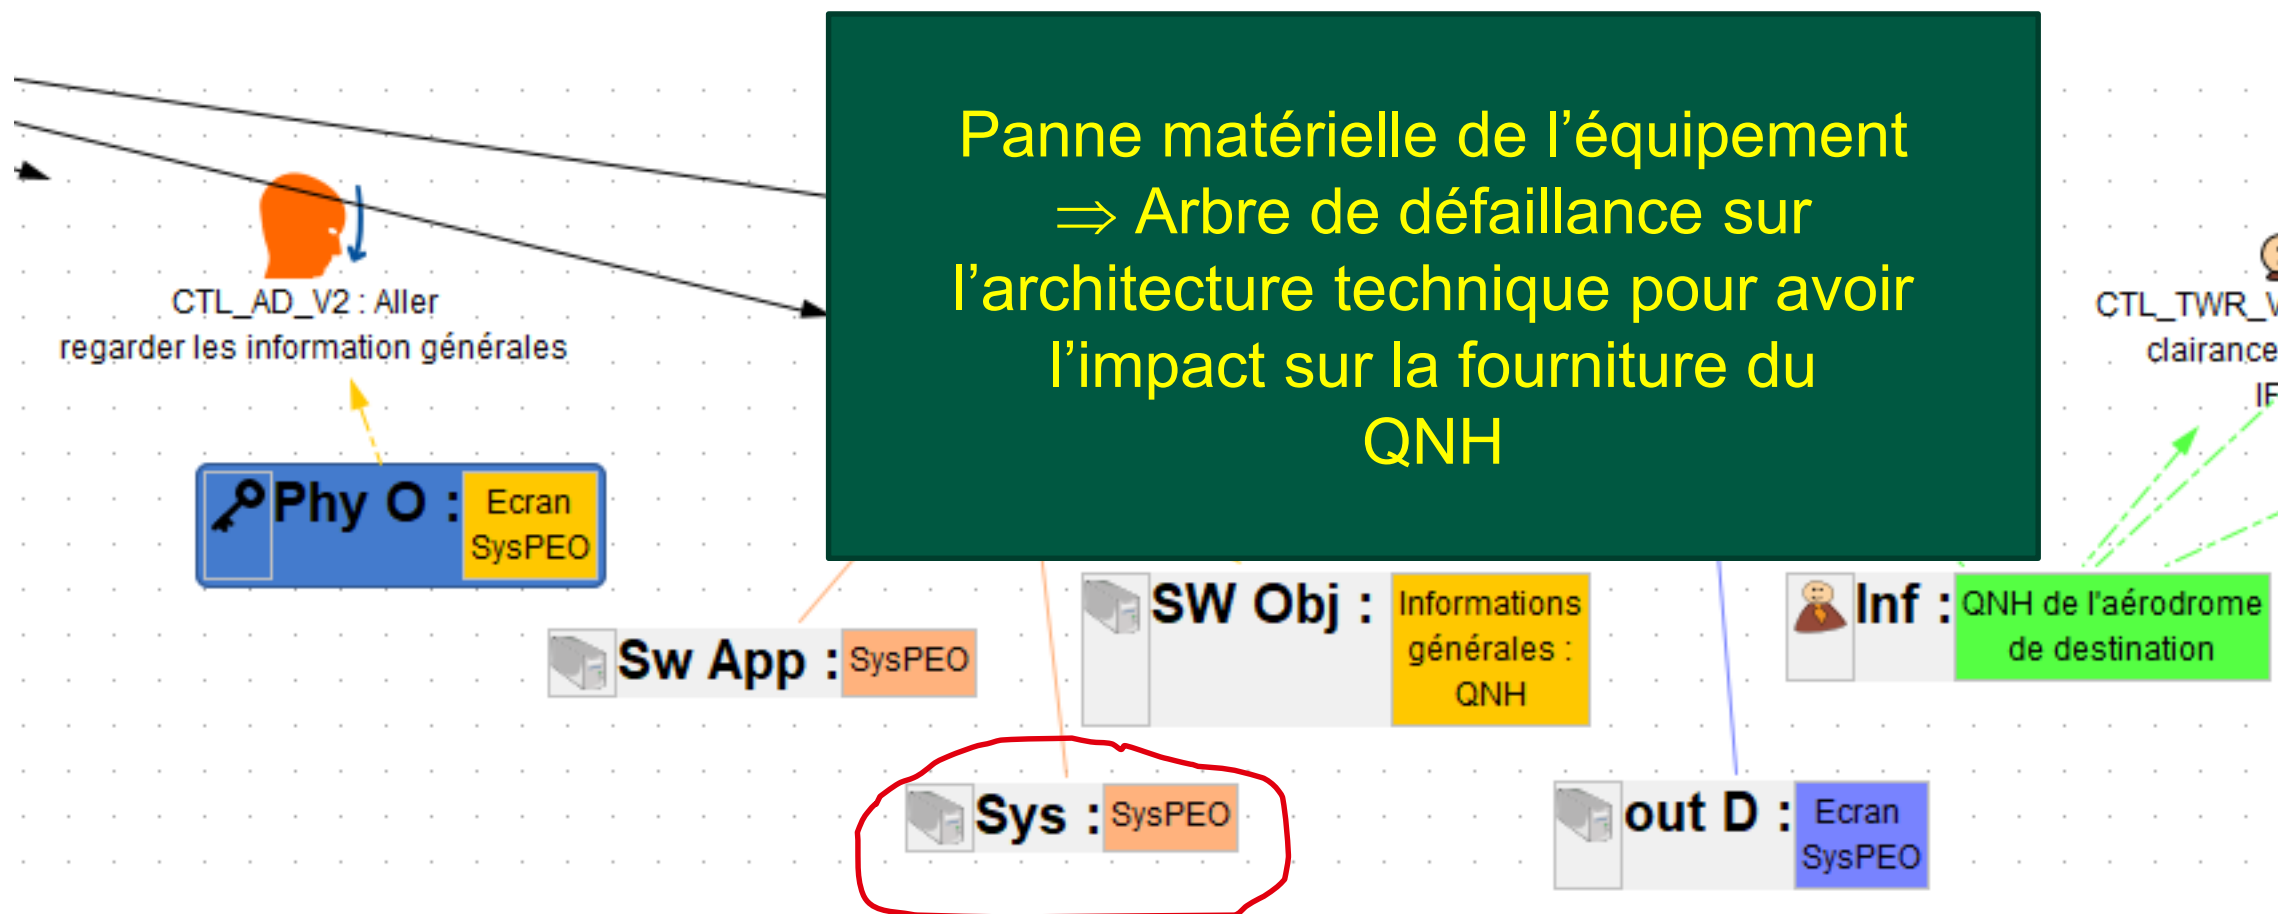 Panne matérielle de l’équipement
⇒ Arbre de défaillance sur
l’architecture technique pour avoir
l’impact sur la fourniture du
QNH
CTL_AD_V2 : Aller
regarder les information générales
CTL_TWR_V
clairance
Phy O :
Ecran
SysPEO
Sw App :
SysPEO
SW Obj :
Informations
générales :
QNH
Inf :
QNH de l'aérodrome
de destination
Sys :
SysPEO
out D :
Ecran
SysPEO